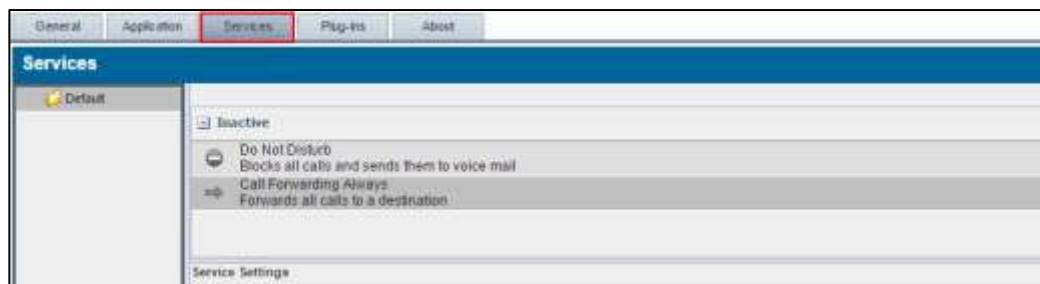 General
Application
Services
Plug-ins
About
Services
Default
Inactive
Do Not Disturb
Blocks all calls and sends them to voice mail
Call Forwarding Always
Forwards all calls to a destination
Service Settings